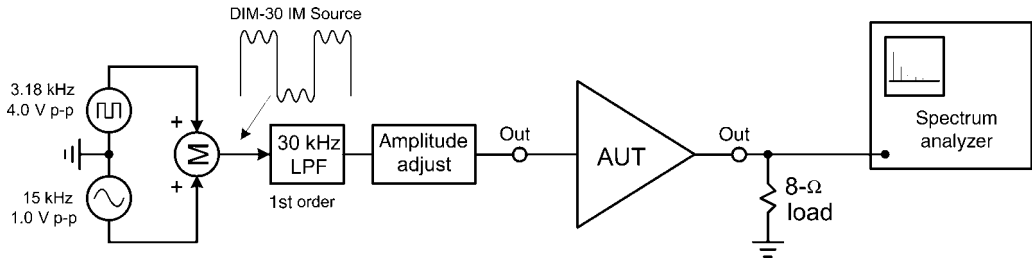 DIM-30 IM Source
3.18 kHz
4.0 V p-p
+
M
+
15 kHz
1.0 V p-p
30 kHz
LPF
1st order
Amplitude
adjust
Out
AUT
Out
8-Ω
load
Spectrum
analyzer